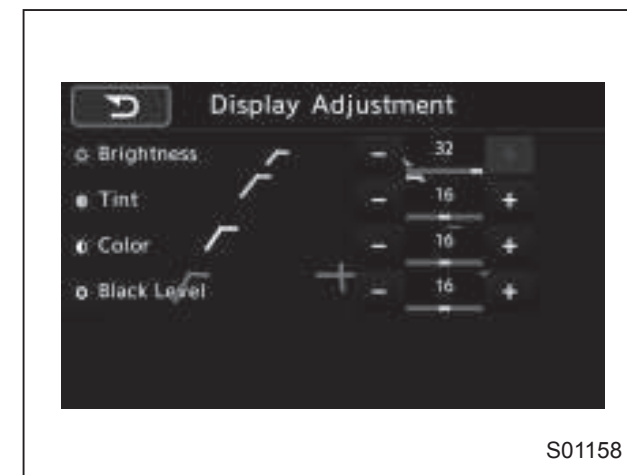 Display Adjustment
Brightness - 32
Tint - 16 +
Color - 16 +
Black Level - 16 +
S01158